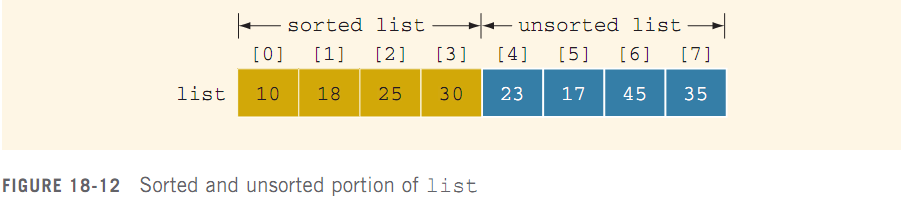 sorted list unsorted list
[0] [1] [2] [3] [4] [5] [6] [7]
list 10 18 25 30 23 17 45 35
FIGURE 18-12 Sorted and unsorted portion of list